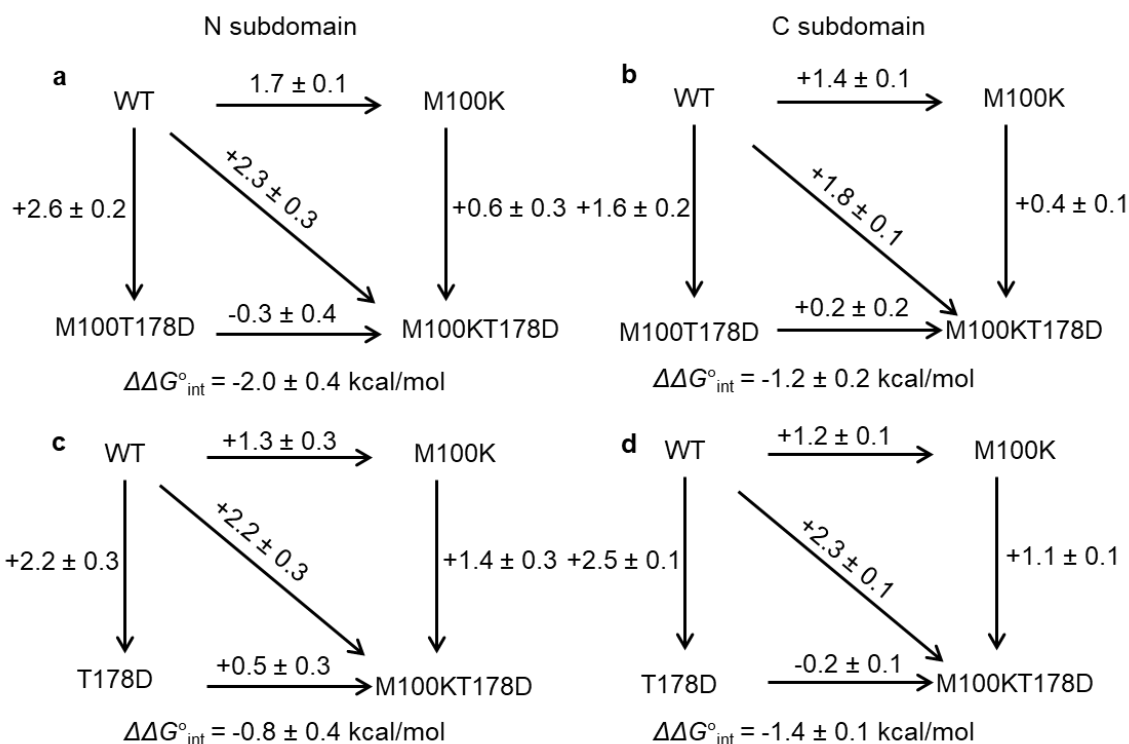 N subdomain
C subdomain
a
WT
1.7 ± 0.1
M100K
+2.6 ± 0.2
+2.3 ± 0.3
+0.6 ± 0.3
M100T178D
-0.3 ± 0.4
M100KT178D
ΔΔG°int = -2.0 ± 0.4 kcal/mol
b
WT
+1.4 ± 0.1
M100K
+1.6 ± 0.2
+1.8 ± 0.1
+0.4 ± 0.1
M100T178D
+0.2 ± 0.2
M100KT178D
ΔΔG°int = -1.2 ± 0.2 kcal/mol
c
WT
+1.3 ± 0.3
M100K
+2.2 ± 0.3
+2.2 ± 0.3
+1.4 ± 0.3
T178D
+0.5 ± 0.3
M100KT178D
ΔΔG°int = -0.8 ± 0.4 kcal/mol
d
WT
+1.2 ± 0.1
M100K
+2.5 ± 0.1
+2.3 ± 0.1
+1.1 ± 0.1
T178D
-0.2 ± 0.1
M100KT178D
ΔΔG°int = -1.4 ± 0.1 kcal/mol